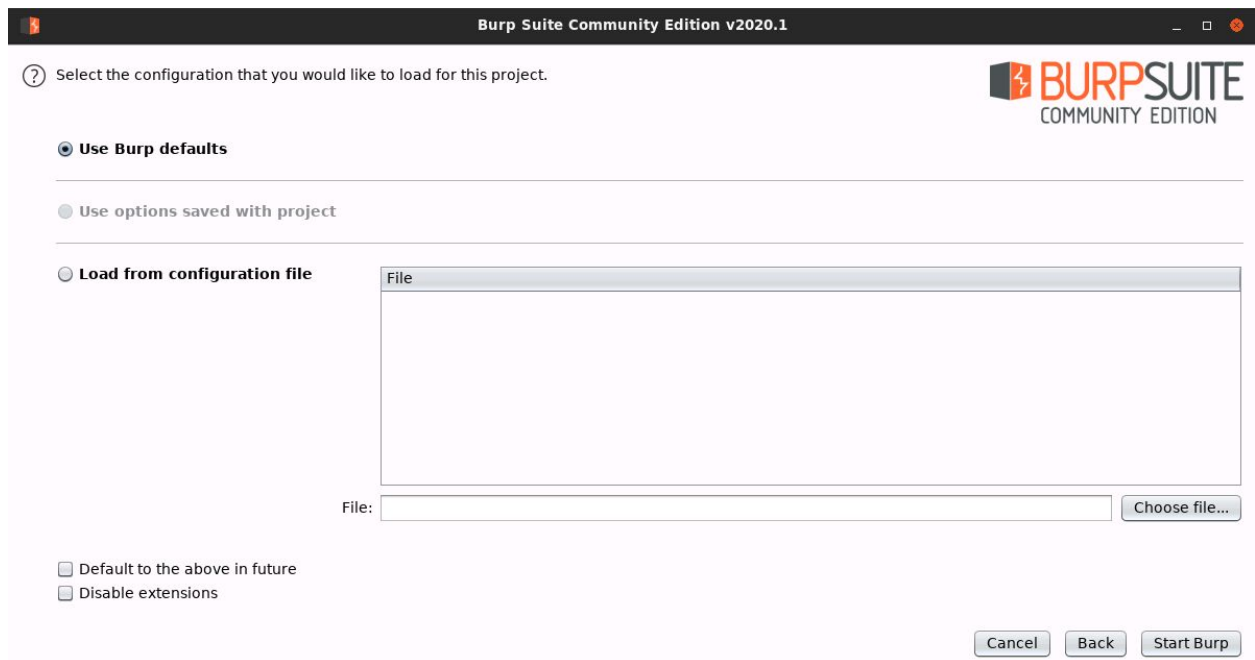 Burp Suite Community Edition v2020.1
Select the configuration that you would like to load for this project.
BURPSUITE
COMMUNITY EDITION
Use Burp defaults
Use options saved with project
Load from configuration file
File
File:
Choose file...
Default to the above in future
Disable extensions
Cancel Back Start Burp